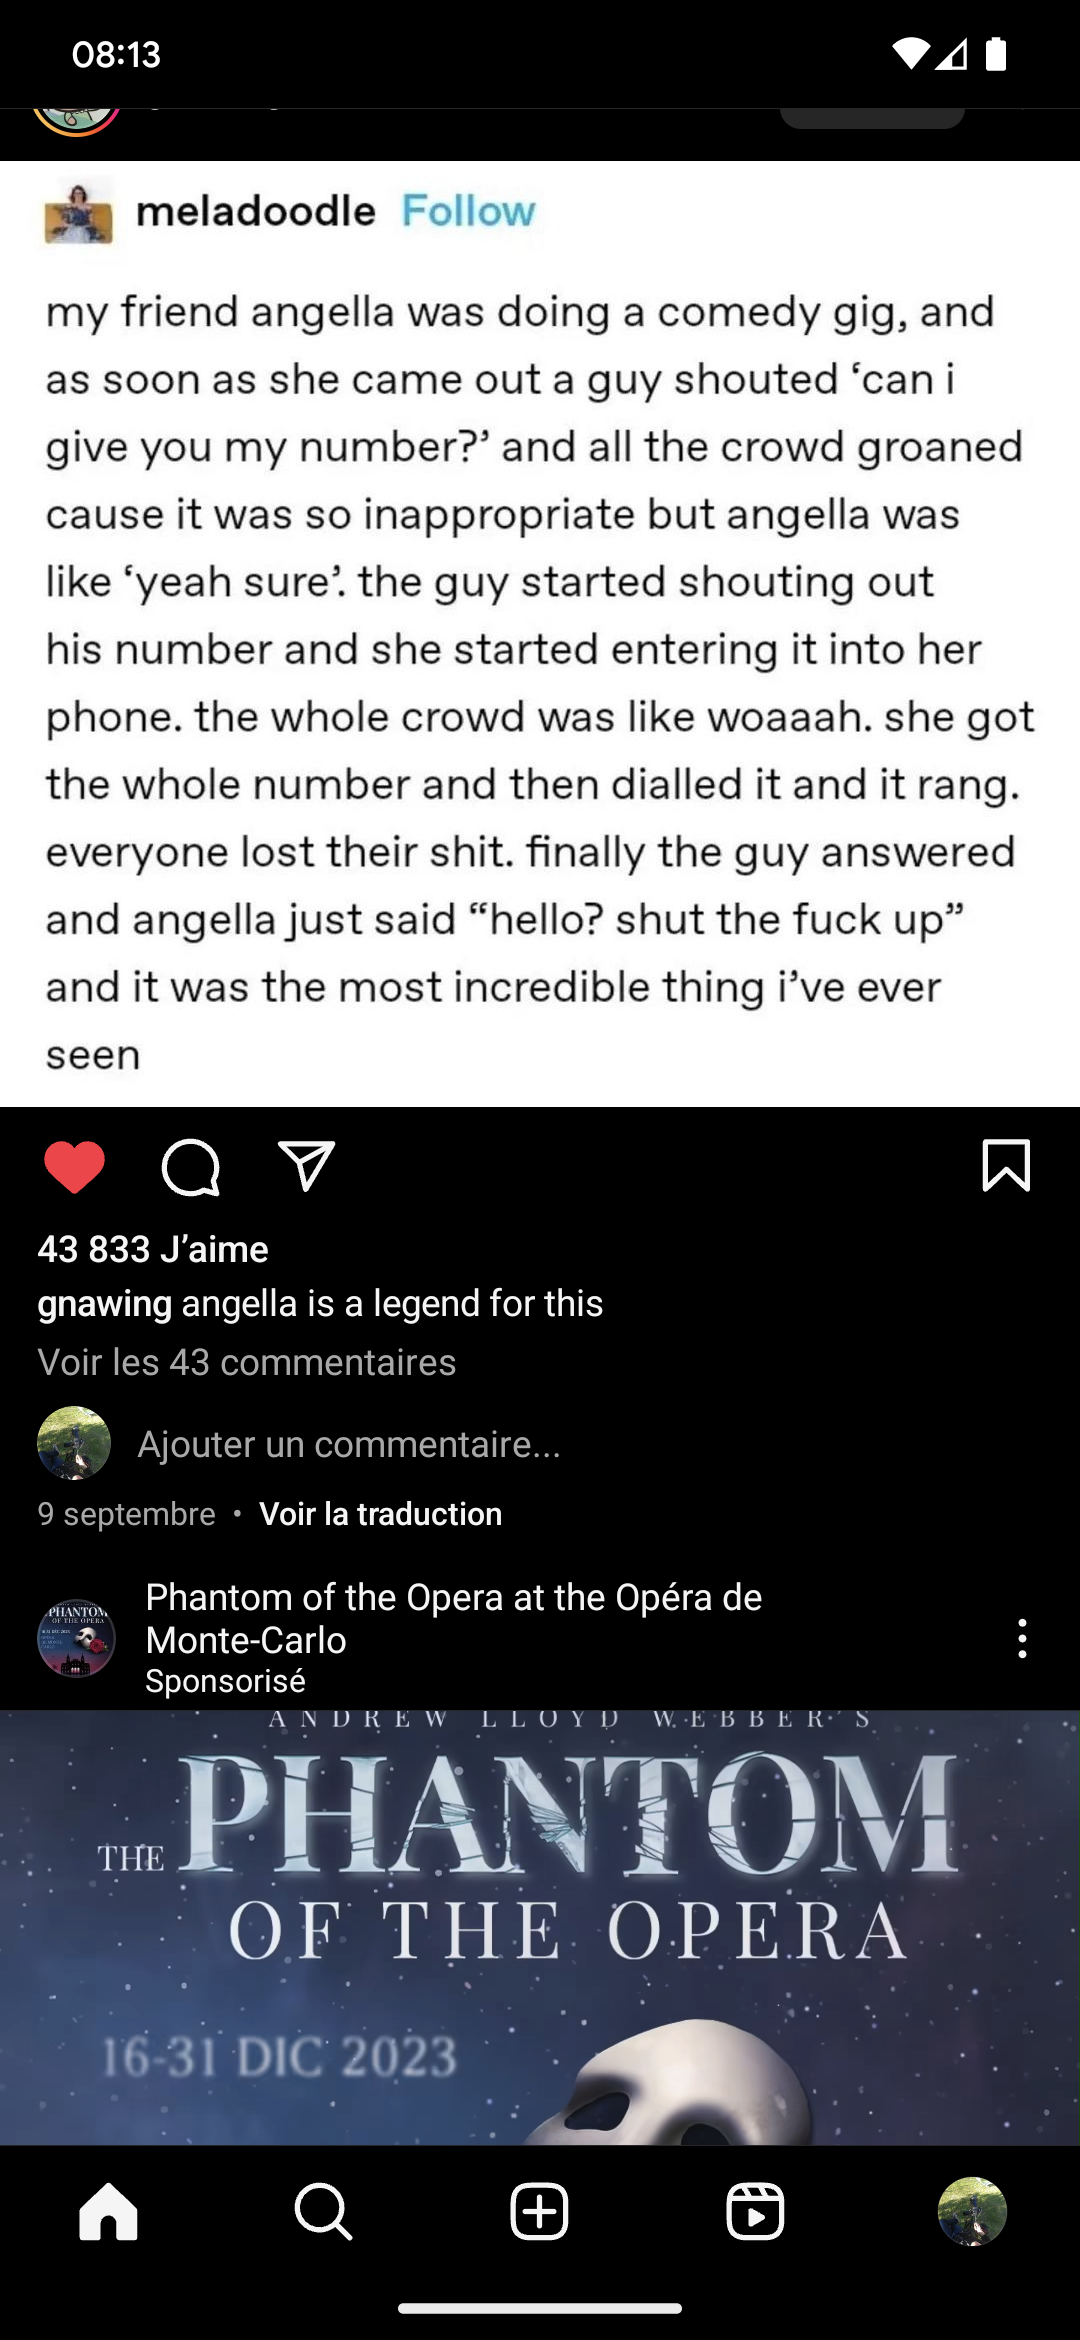 08:13
meladoodle Follow
my friend angella was doing a comedy gig, and
as soon as she came out a guy shouted ‘can i
give you my number?’ and all the crowd groaned
cause it was so inappropriate but angella was
like ‘yeah sure’. the guy started shouting out
his number and she started entering it into her
phone. the whole crowd was like woaaah. she got
the whole number and then dialled it and it rang.
everyone lost their shit. finally the guy answered
and angella just said “hello? shut the fuck up”
and it was the most incredible thing i’ve ever
seen
43 833 J’aime
gnawing angella is a legend for this
Voir les 43 commentaires
Ajouter un commentaire...
9 septembre • Voir la traduction
PHANTOM
OF THE OPERA
Phantom of the Opera at the Opéra de
Monte-Carlo
Sponsorisé
ANDREW LLOYD WEBBER'S
THE PHANTOM
OF THE OPERA
16-31 DIC 2023